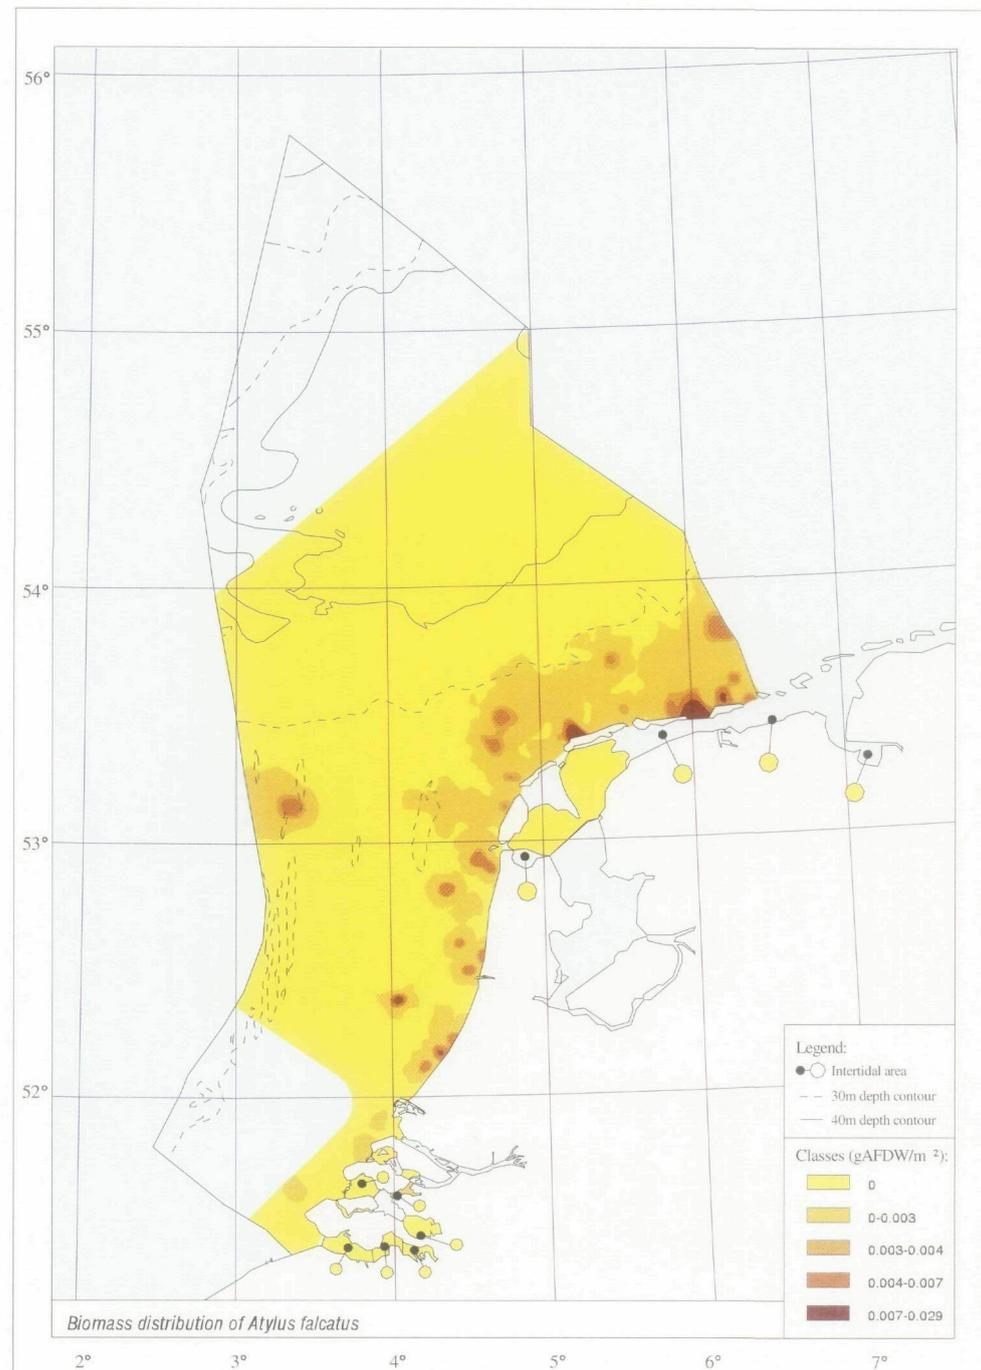 56°
55°
54°
53°
52°
Legend:
Intertidal area
30m depth contour
40m depth contour
Classes (gAFDW/m ²):
0
0-0.003
0.003-0.004
0.004-0.007
0.007-0.029
Biomass distribution of Atylus falcatus
2° 3° 4° 5° 6° 7°